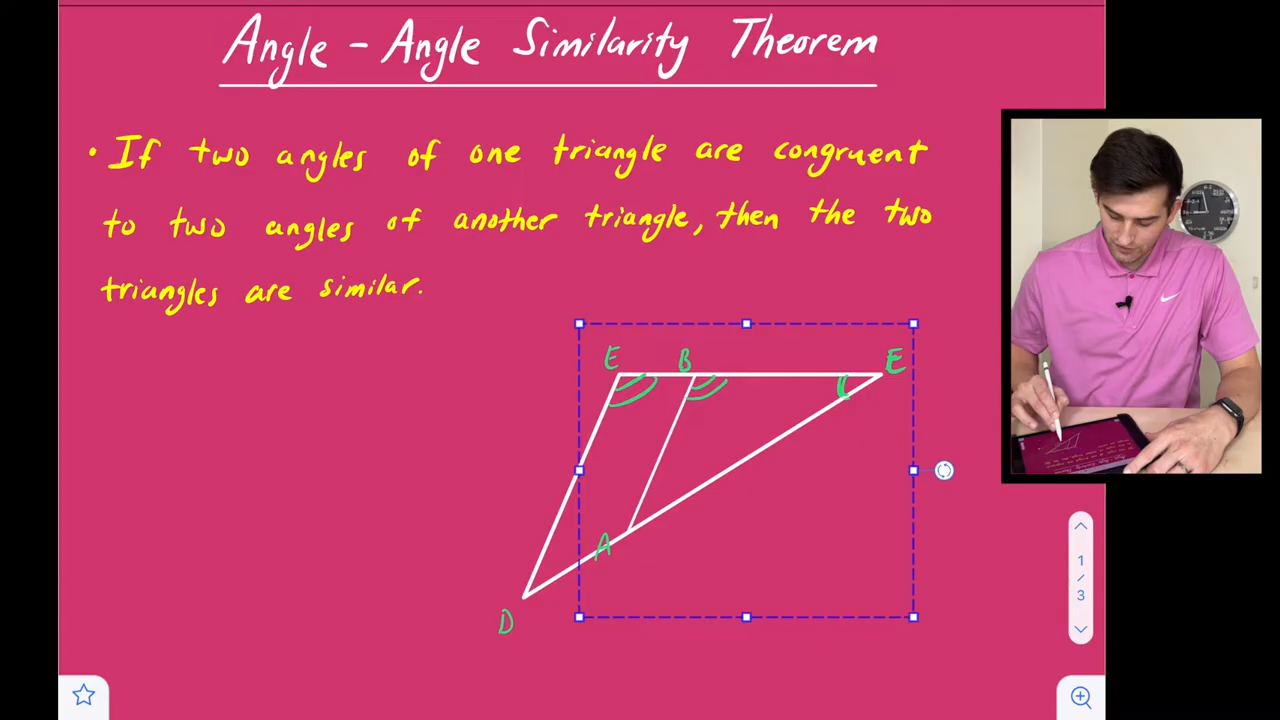 Angle - Angle Similarity Theorem
• If two angles of one triangle are congruent
to two angles of another triangle, then the two
triangles are similar.
E B E
A
D
1
/
3